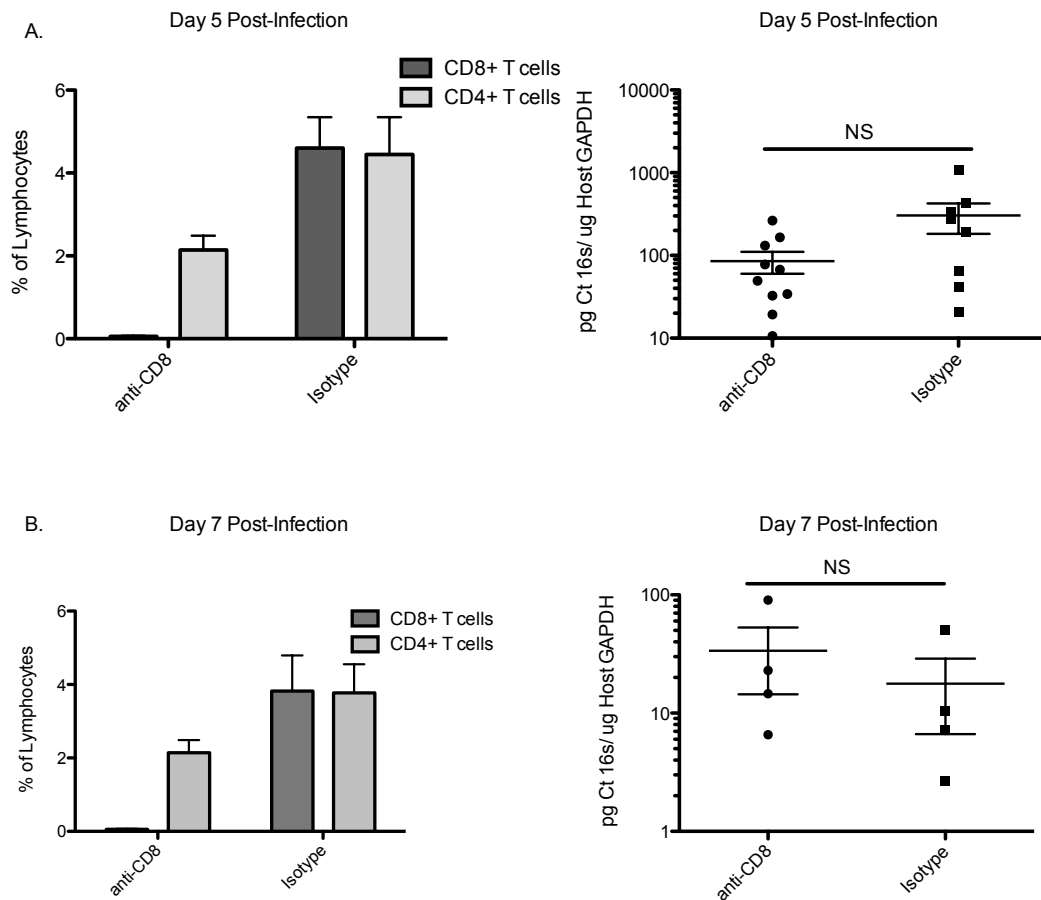 A.
Day 5 Post-Infection
CD8+ T cells
CD4+ T cells
% of Lymphocytes
6
4
2
0
anti-CD8
Isotype
Day 5 Post-Infection
pg Ct 16s/ ug Host GAPDH
10000
1000
100
10
NS
anti-CD8
Isotype
B.
Day 7 Post-Infection
CD8+ T cells
CD4+ T cells
% of Lymphocytes
6
4
2
0
anti-CD8
Isotype
Day 7 Post-Infection
pg Ct 16s/ ug Host GAPDH
100
10
1
NS
anti-CD8
Isotype